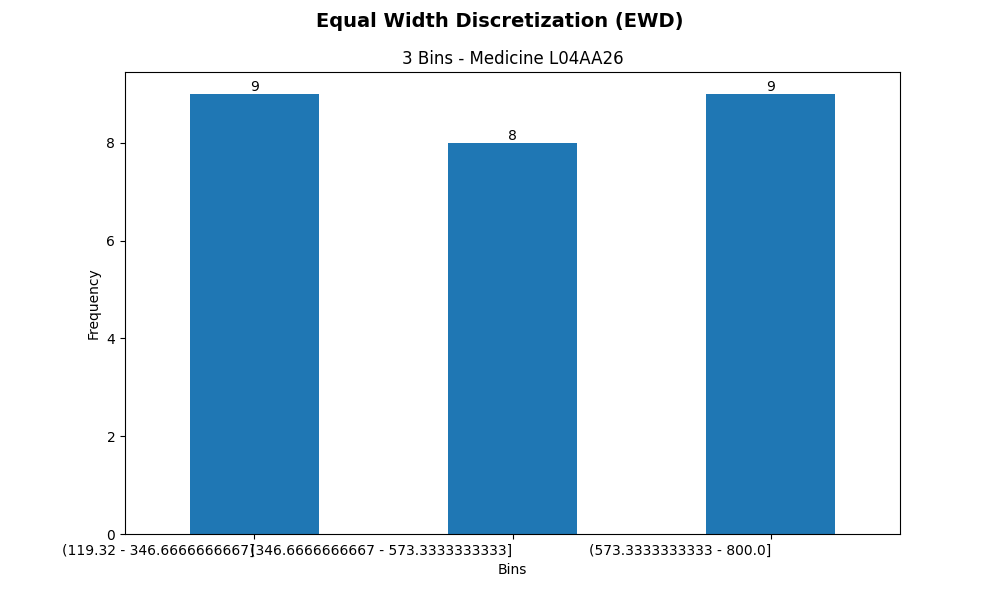 Equal Width Discretization (EWD)
3 Bins - Medicine L04AA26
9
8
9
Frequency
8
6
4
2
0
(119.32 - 346.6666666667]
(346.6666666667 - 573.3333333333]
(573.3333333333 - 800.0]
Bins